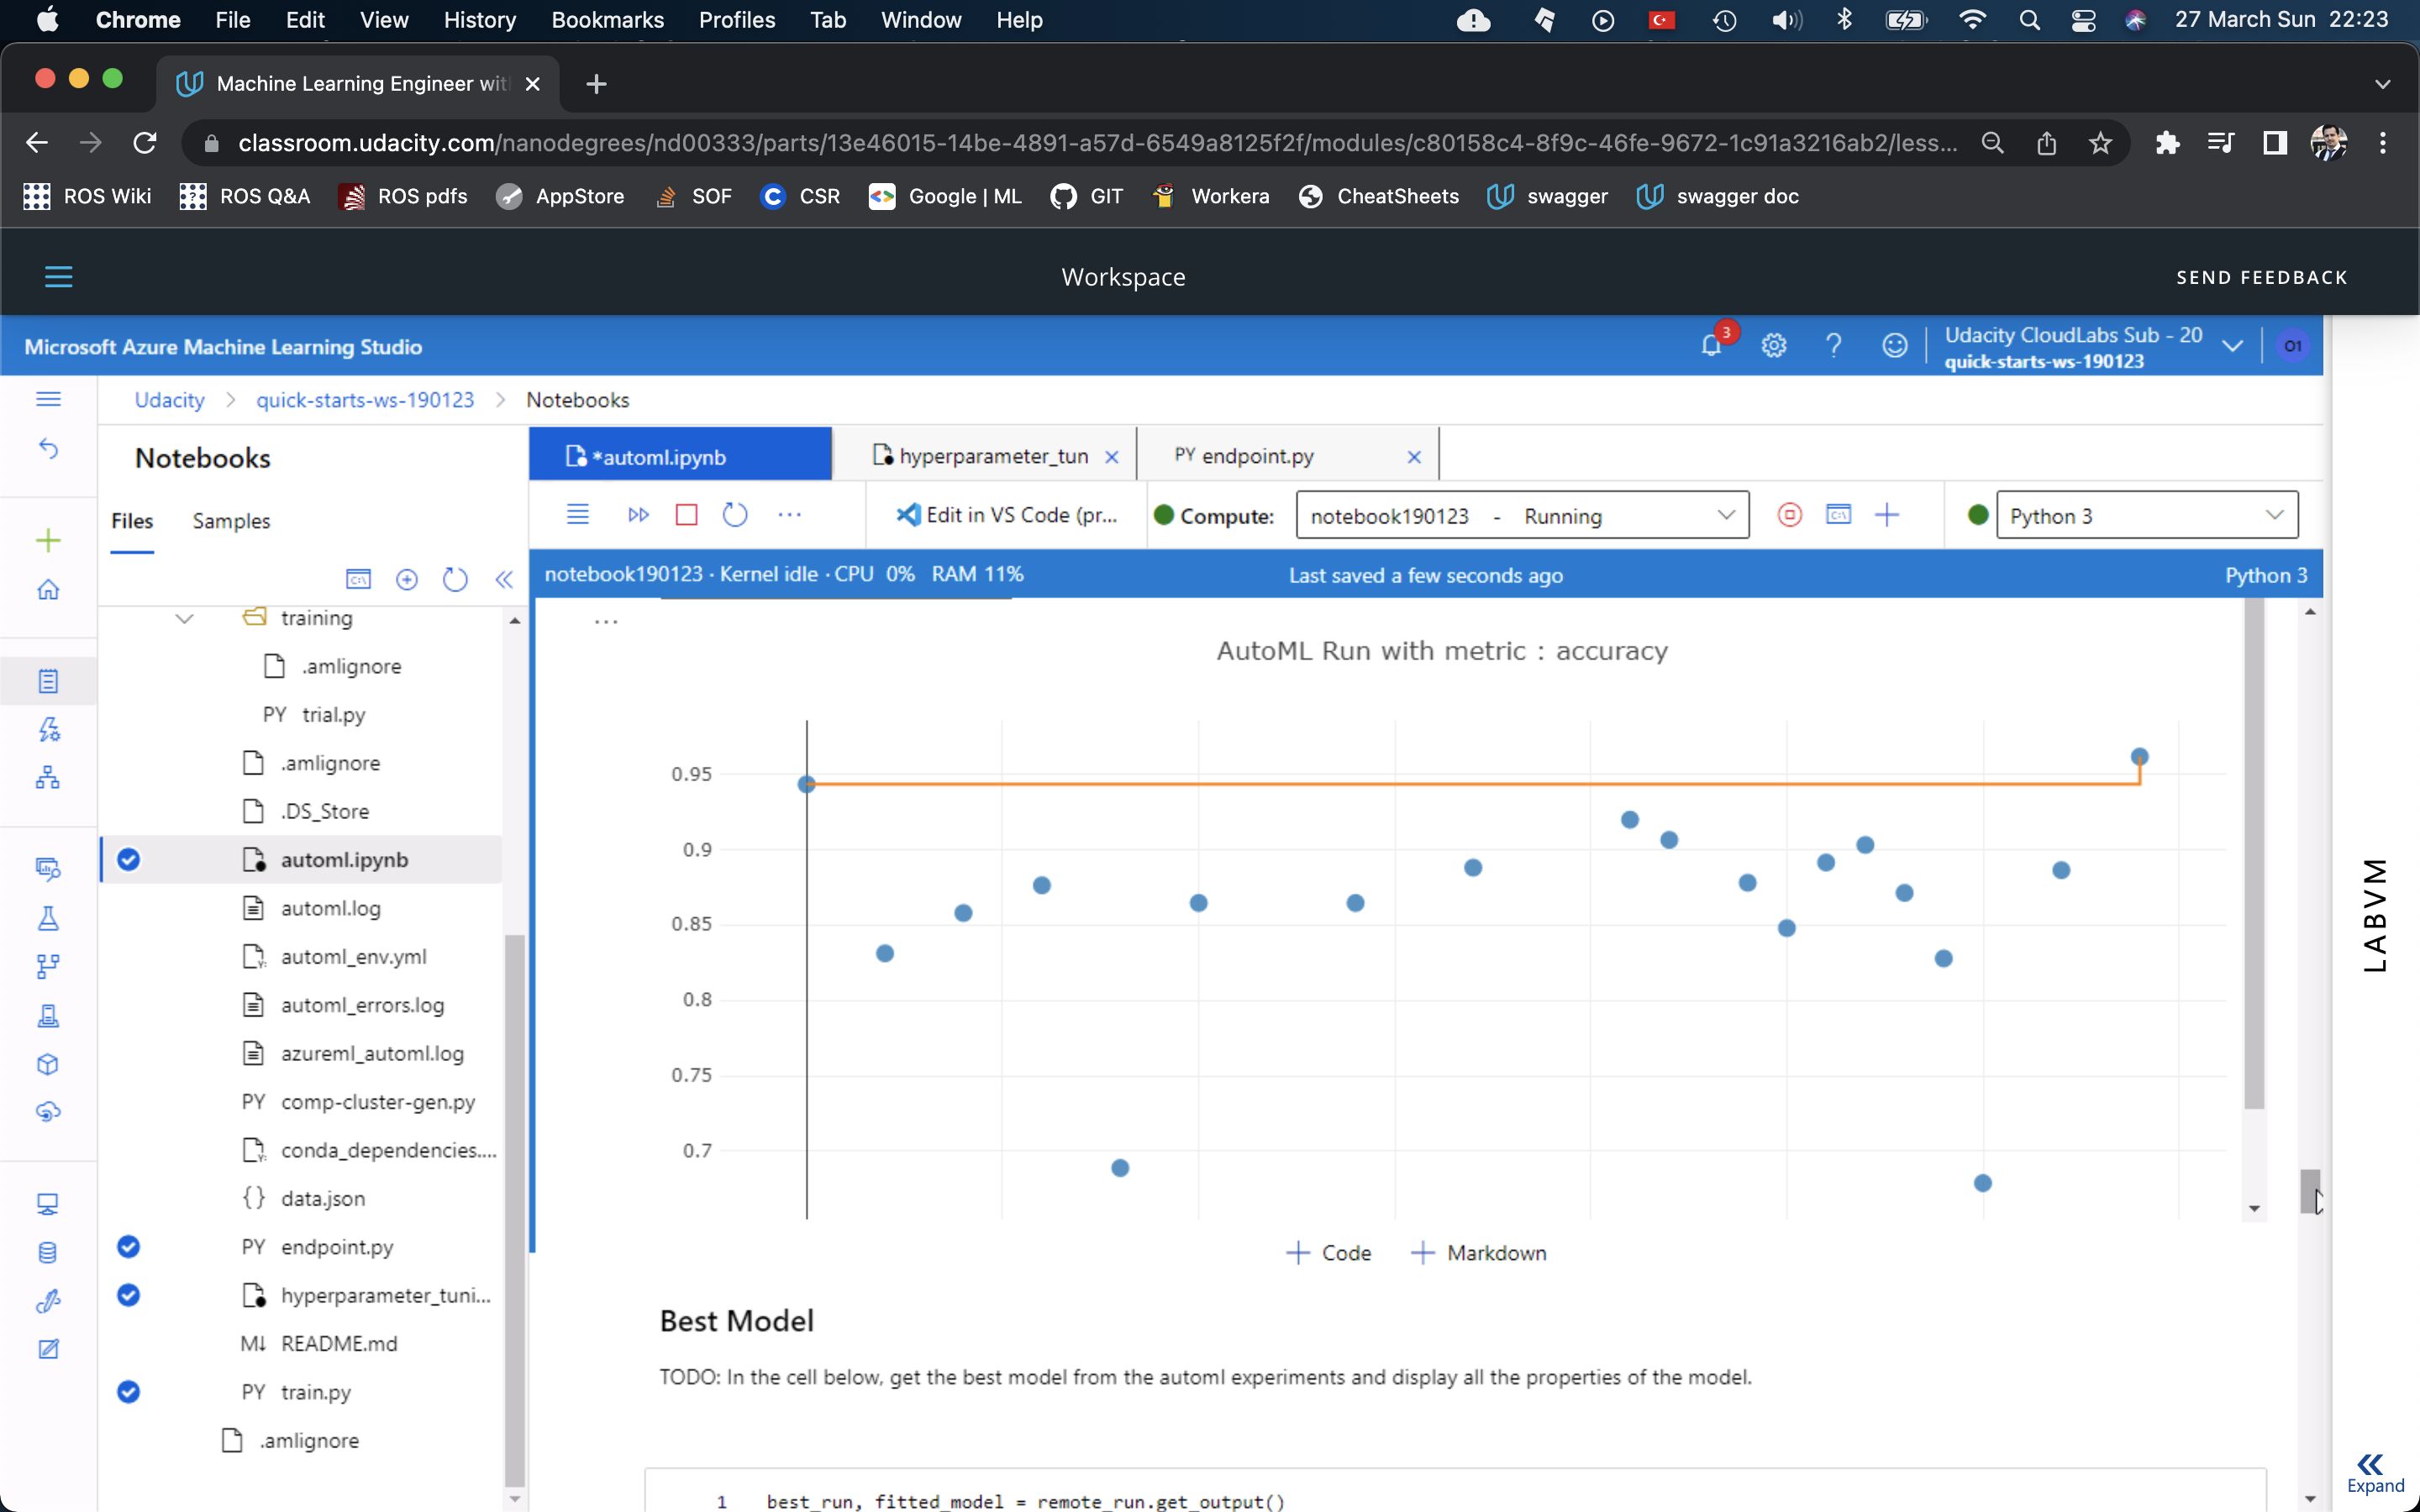 Chrome File Edit View History Bookmarks Profiles Tab Window Help 27 March Sun 22:23
Machine Learning Engineer wit
classroom.udacity.com/nanodegrees/nd00333/parts/13e46015-14be-4891-a57d-6549a8125f2f/modules/c80158c4-8f9c-46fe-9672-1c91a3216ab2/less...
ROS Wiki ROS Q&A ROS pdfs AppStore SOF CSR Google | ML GIT Workera CheatSheets swagger swagger doc
Workspace SEND FEEDBACK
Microsoft Azure Machine Learning Studio 3 Udacity CloudLabs Sub - 20 O1
quick-starts-ws-190123
Udacity > quick-starts-ws-190123 > Notebooks
Notebooks
*automl.ipynb hyperparameter_tun PY endpoint.py
Files Samples
Edit in VS Code (pr... Compute: notebook190123 - Running Python 3
notebook190123 · Kernel idle · CPU 0% RAM 11% Last saved a few seconds ago Python 3
training
.amlignore
PY trial.py
.amlignore
.DS_Store
automl.ipynb
automl.log
automl_env.yml
automl_errors.log
azureml_automl.log
PY comp-cluster-gen.py
conda_dependencies....
{} data.json
PY endpoint.py
hyperparameter_tuni...
M↓ README.md
PY train.py
.amlignore
...
AutoML Run with metric : accuracy
0.95
0.9
0.85
0.8
0.75
0.7
+ Code + Markdown
Best Model
TODO: In the cell below, get the best model from the automl experiments and display all the properties of the model.
1 best_run, fitted_model = remote_run.get_output()
LABVM
Expand